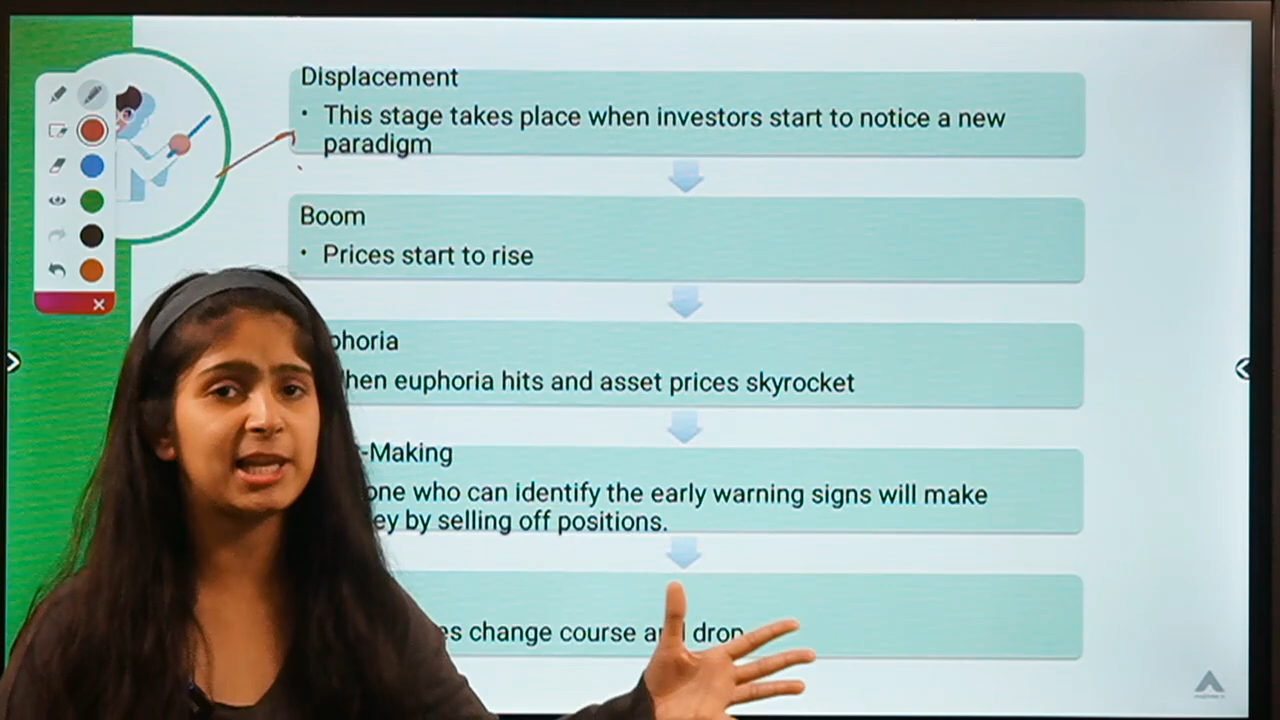 Displacement
• This stage takes place when investors start to notice a new
paradigm
Boom
• Prices start to rise
phoria
hen euphoria hits and asset prices skyrocket
-Making
one who can identify the early warning signs will make
ey by selling off positions.
es change course a drop